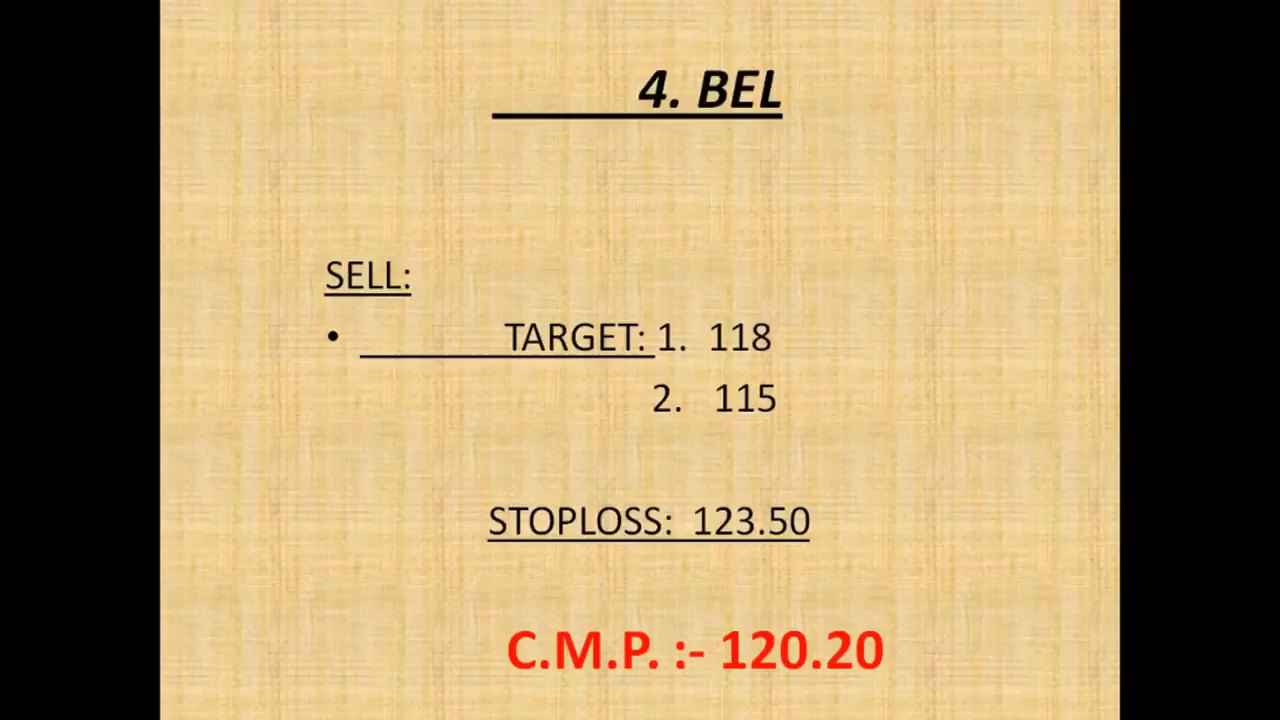 4. BEL
SELL:
• TARGET: 1. 118
2. 115
STOPLOSS: 123.50
C.M.P. :- 120.20